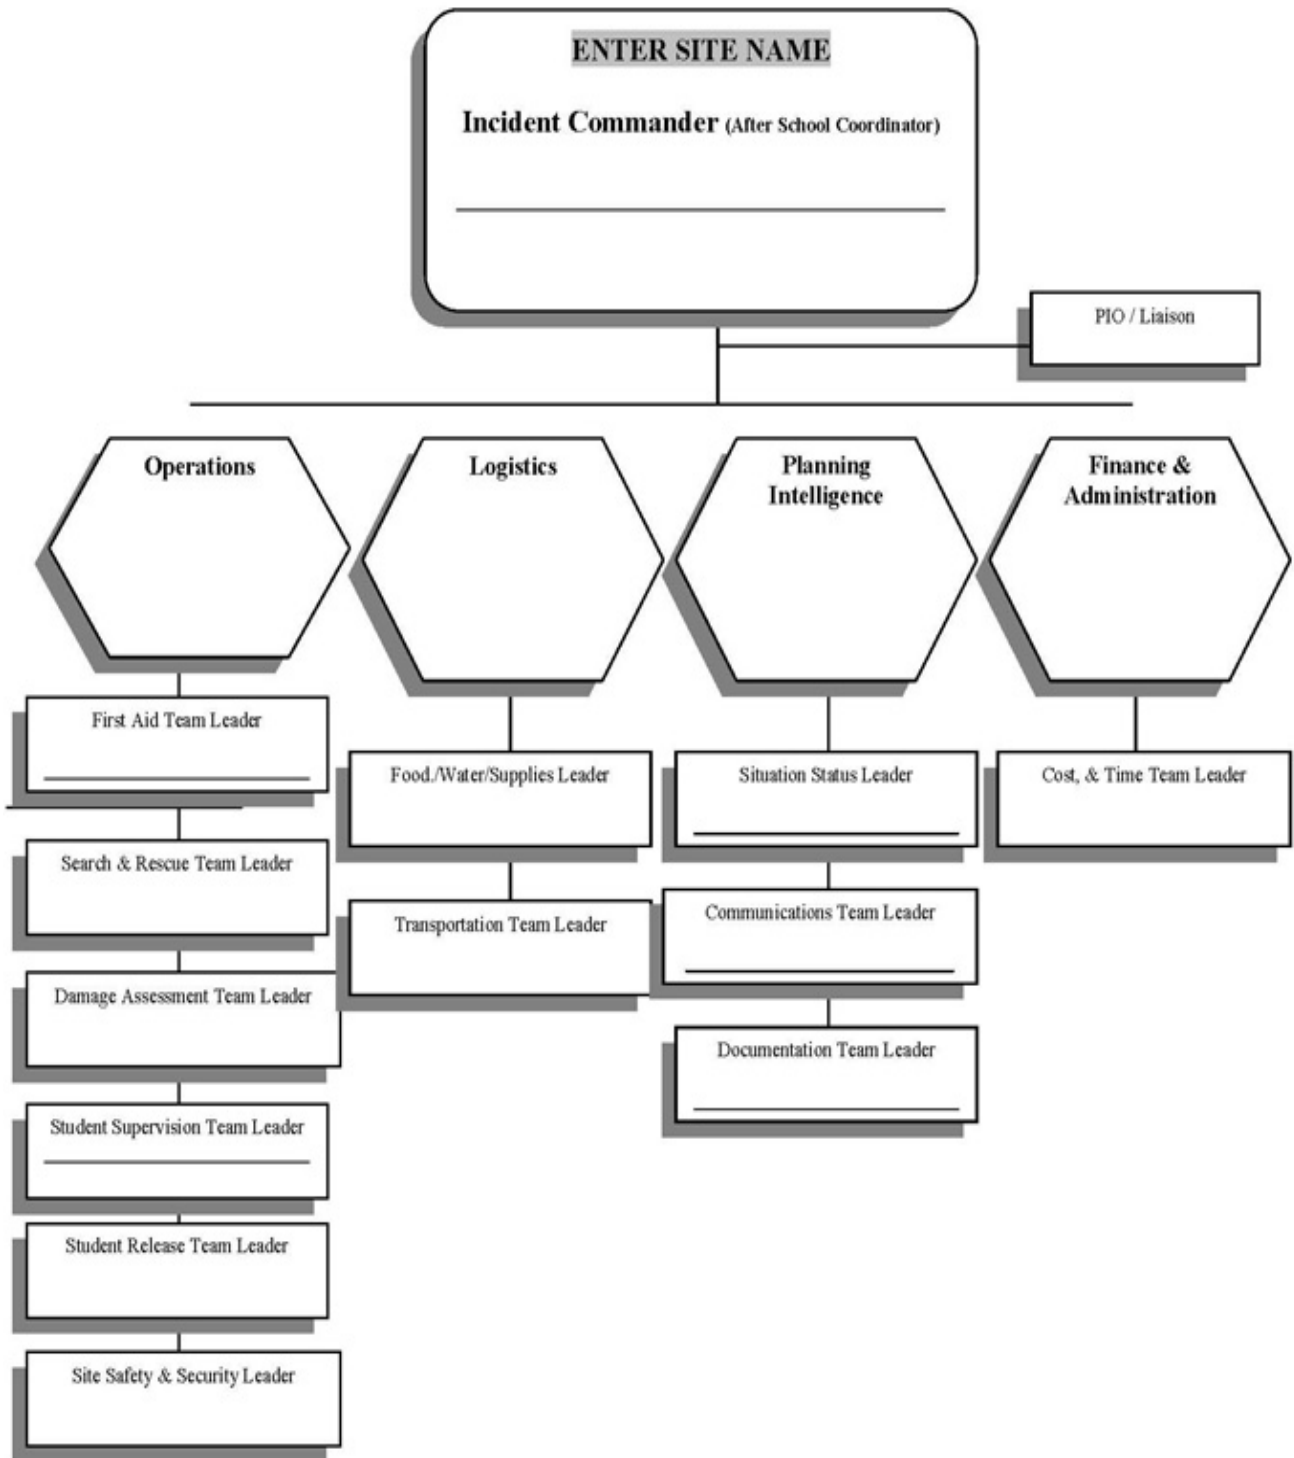 ENTER SITE NAME
Incident Commander (After School Coordinator)
PIO / Liaison
Operations
First Aid Team Leader
Search & Rescue Team Leader
Damage Assessment Team Leader
Student Supervision Team Leader
Student Release Team Leader
Site Safety & Security Leader
Logistics
Food./Water/Supplies Leader
Transportation Team Leader
Planning
Intelligence
Situation Status Leader
Communications Team Leader
Documentation Team Leader
Finance &
Administration
Cost, & Time Team Leader